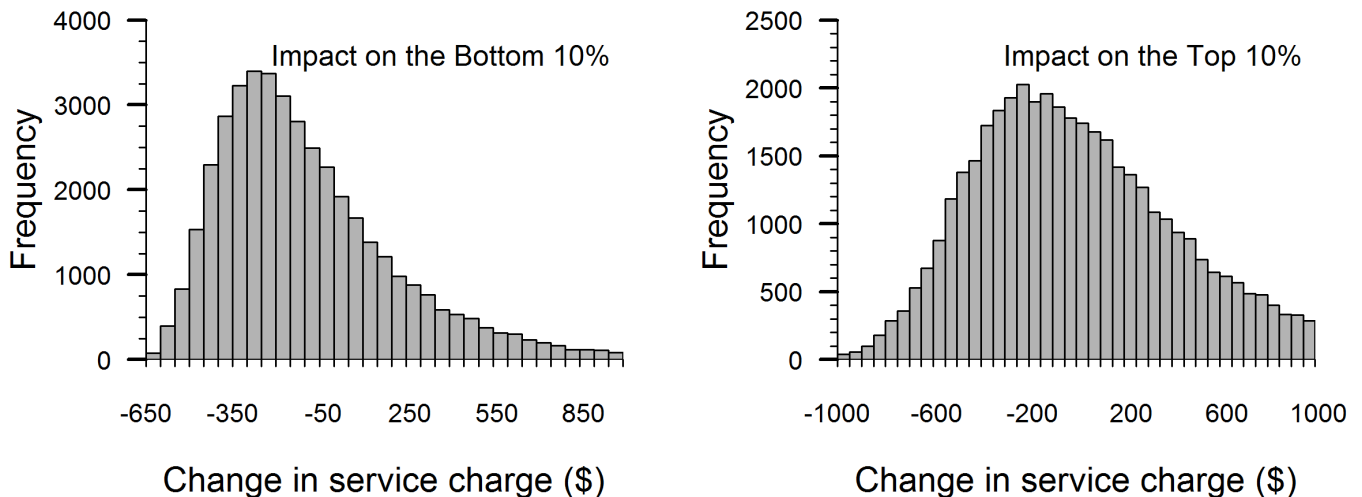 4000
Impact on the Bottom 10%
3000
2000
1000
0
Frequency
-650 -350 -50 250 550 850
Change in service charge ($)
2500
Impact on the Top 10%
2000
1500
1000
500
0
Frequency
-1000 -600 -200 200 600 1000
Change in service charge ($)